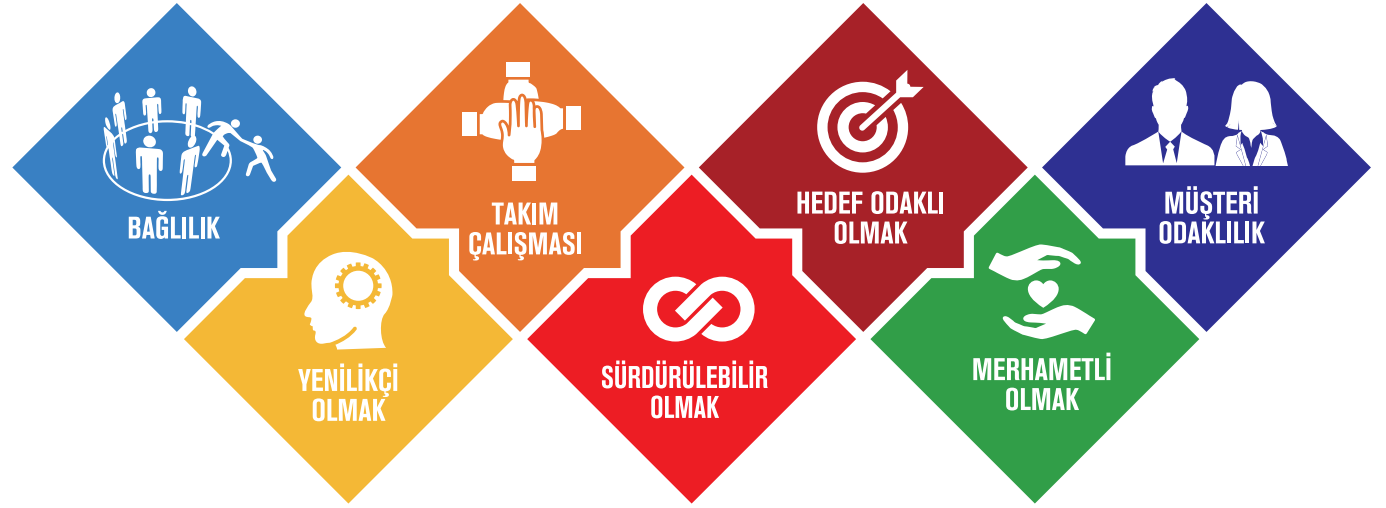 BAĞLILIK
YENİLİKÇİ
OLMAK
TAKIM
ÇALIŞMASI
SÜRDÜRÜLEBİLİR
OLMAK
HEDEF ODAKLI
OLMAK
MERHAMETLİ
OLMAK
MÜŞTERİ
ODAKLILIK